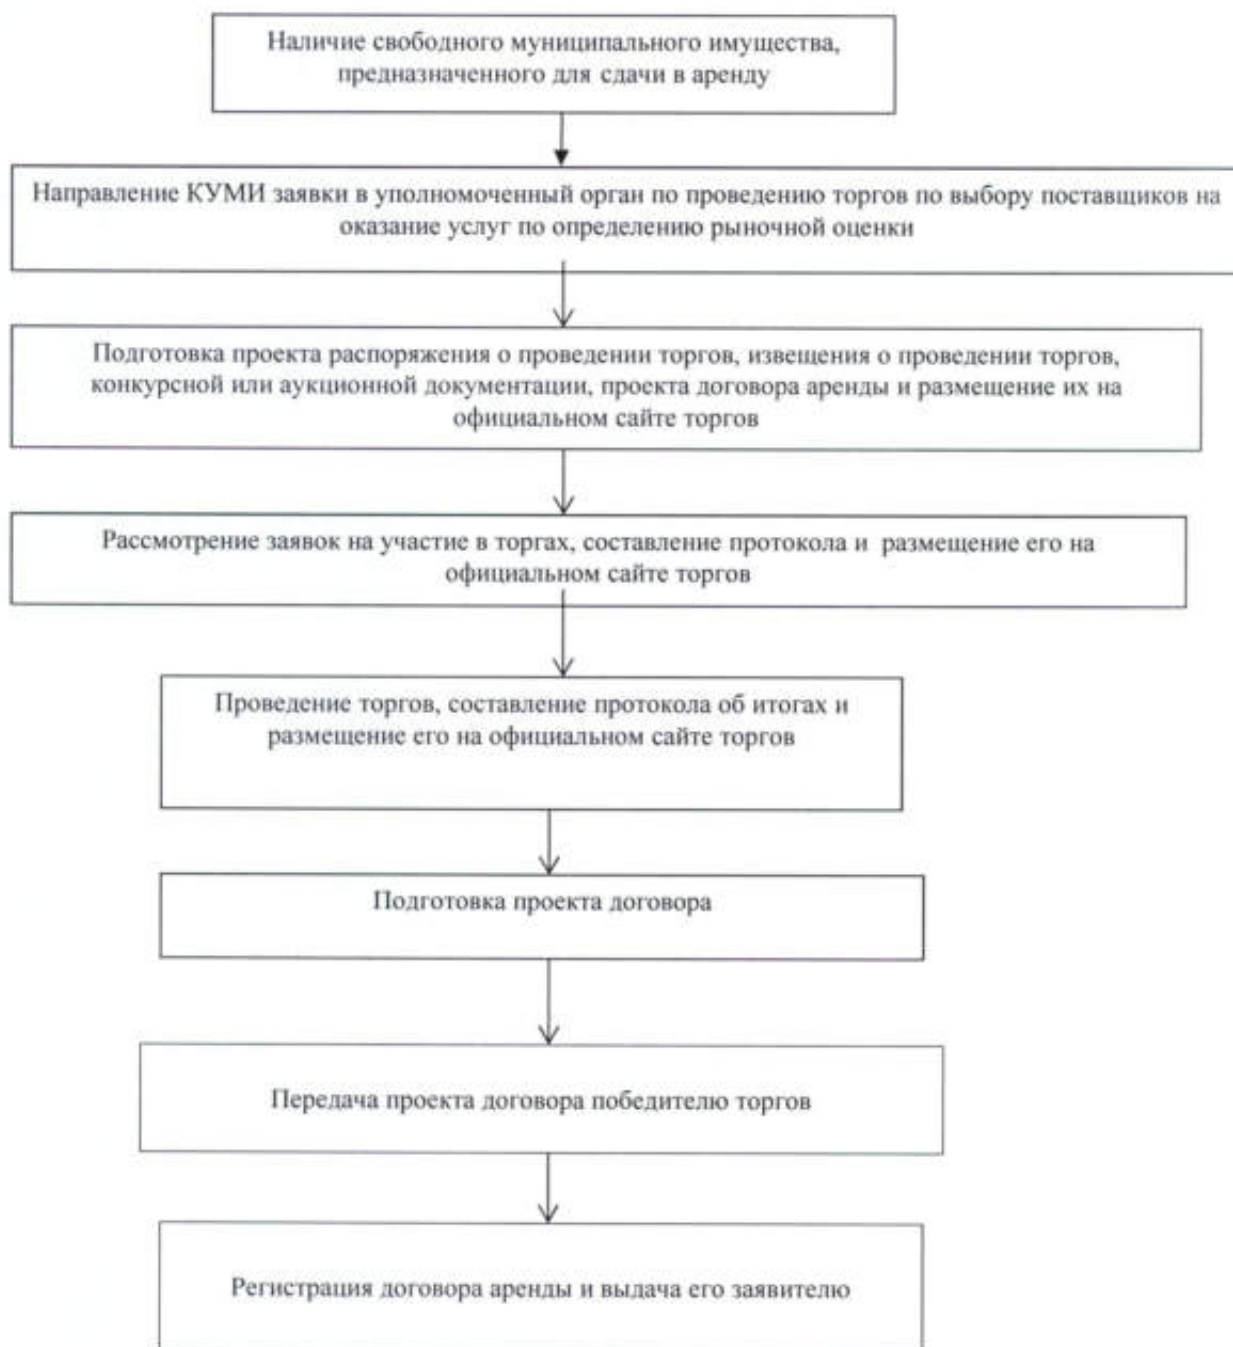 Наличие свободного муниципального имущества,
предназначенного для сдачи в аренду
Направление КУМИ заявки в уполномоченный орган по проведению торгов по выбору поставщиков на
оказание услуг по определению рыночной оценки
Подготовка проекта распоряжения о проведении торгов, извещения о проведении торгов,
конкурсной или аукционной документации, проекта договора аренды и размещение их на
официальном сайте торгов
Рассмотрение заявок на участие в торгах, составление протокола и размещение его на
официальном сайте торгов
Проведение торгов, составление протокола об итогах и
размещение его на официальном сайте торгов
Подготовка проекта договора
Передача проекта договора победителю торгов
Регистрация договора аренды и выдача его заявителю